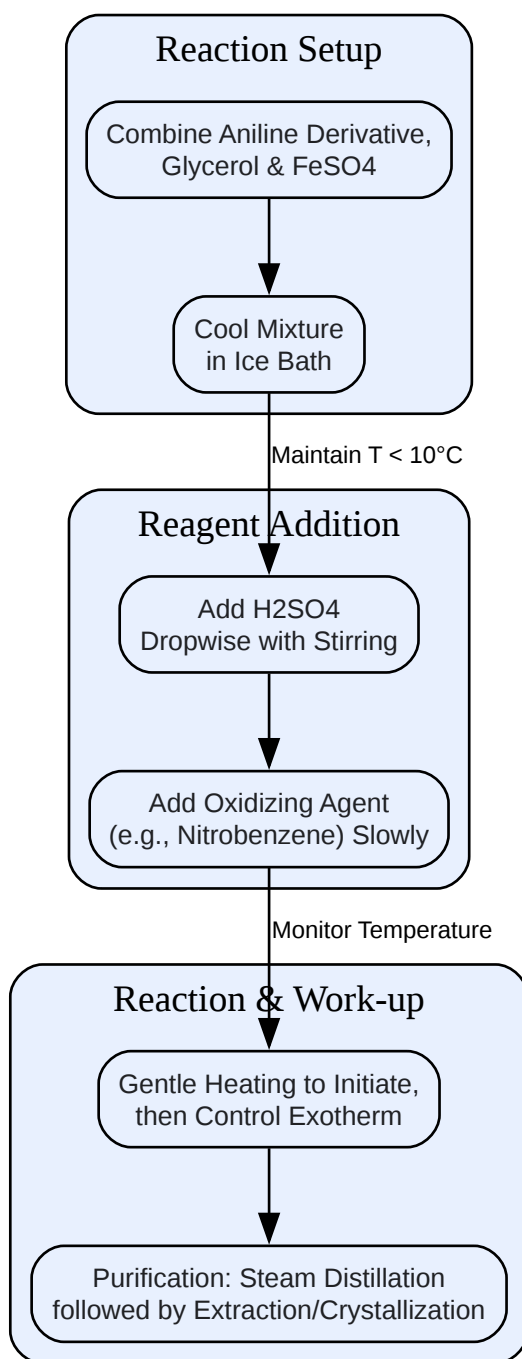 Reaction Setup
Combine Aniline Derivative,
Glycerol & FeSO4
Cool Mixture
in Ice Bath
Maintain T < 10°C
Reagent Addition
Add H2SO4
Dropwise with Stirring
Add Oxidizing Agent
(e.g., Nitrobenzene) Slowly
Monitor Temperature
Reaction & Work-up
Gentle Heating to Initiate,
then Control Exotherm
Purification: Steam Distillation
followed by Extraction/Crystallization